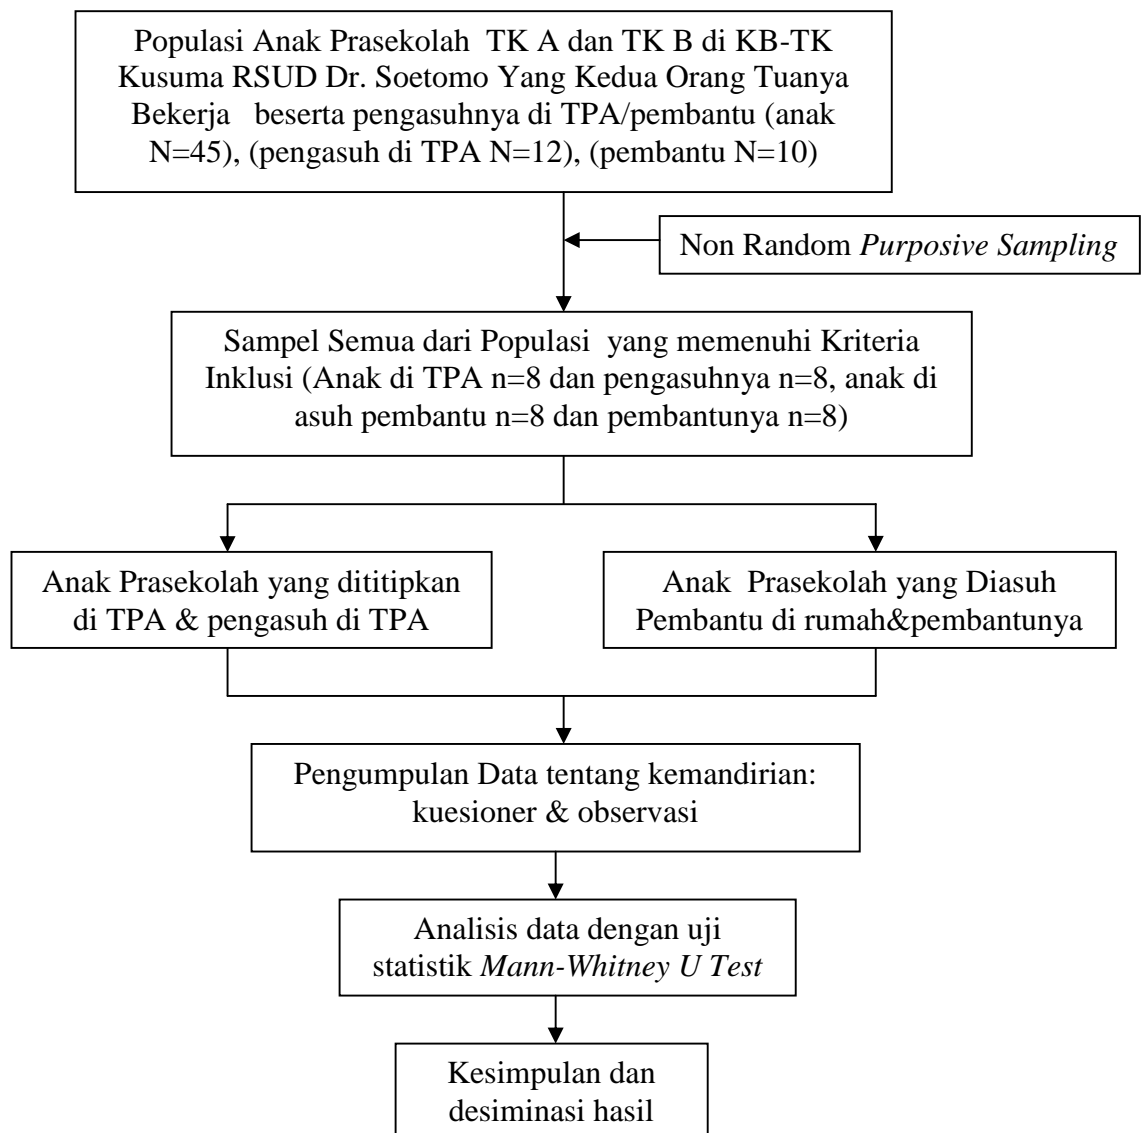 Populasi Anak Prasekolah TK A dan TK B di KB-TK
Kusuma RSUD Dr. Soetomo Yang Kedua Orang Tuanya
Bekerja beserta pengasuhnya di TPA/pembantu (anak
N=45), (pengasuh di TPA N=12), (pembantu N=10)
Non Random Purposive Sampling
Sampel Semua dari Populasi yang memenuhi Kriteria
Inklusi (Anak di TPA n=8 dan pengasuhnya n=8, anak di
asuh pembantu n=8 dan pembantunya n=8)
Anak Prasekolah yang dititipkan
di TPA & pengasuh di TPA
Anak Prasekolah yang Diasuh
Pembantu di rumah&pembantunya
Pengumpulan Data tentang kemandirian:
kuesioner & observasi
Analisis data dengan uji
statistik Mann-Whitney U Test
Kesimpulan dan
desiminasi hasil